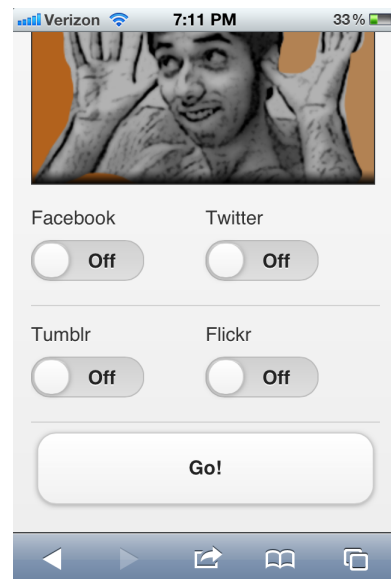 Verizon 7:11 PM 33%
Facebook Twitter
Off Off
Tumblr Flickr
Off Off
Go!